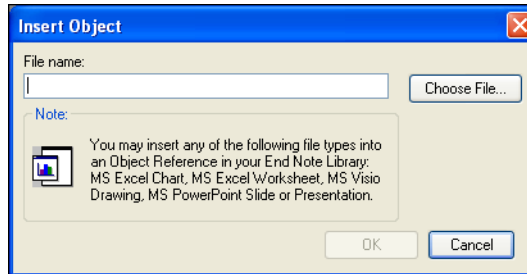 Insert Object
File name:
Choose File...
Note:
You may insert any of the following file types into
an Object Reference in your End Note Library:
MS Excel Chart, MS Excel Worksheet, MS Visio
Drawing, MS PowerPoint Slide or Presentation.
OK
Cancel